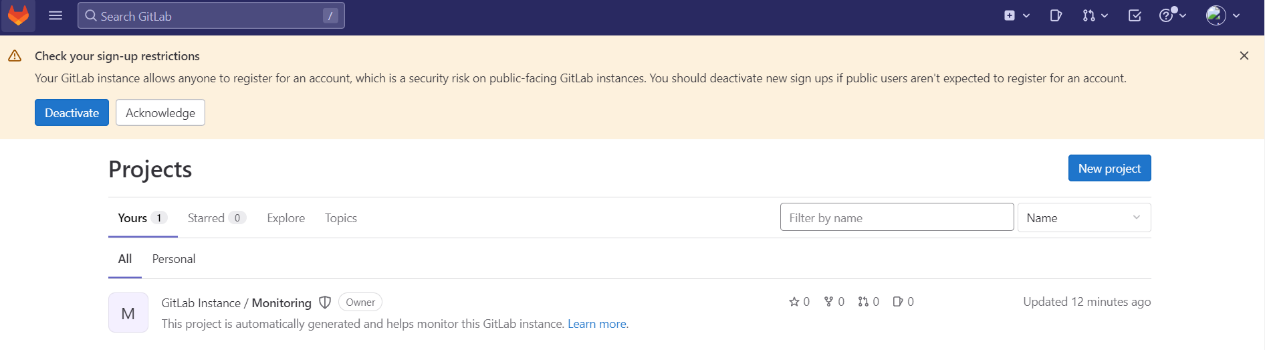 Search GitLab /
Check your sign-up restrictions
Your GitLab instance allows anyone to register for an account, which is a security risk on public-facing GitLab instances. You should deactivate new sign ups if public users aren't expected to register for an account.
Deactivate Acknowledge
Projects New project
Yours 1 Starred 0 Explore Topics Filter by name Name
All Personal
M GitLab Instance / Monitoring Owner 0 0 0 0 Updated 12 minutes ago
This project is automatically generated and helps monitor this GitLab instance. Learn more.